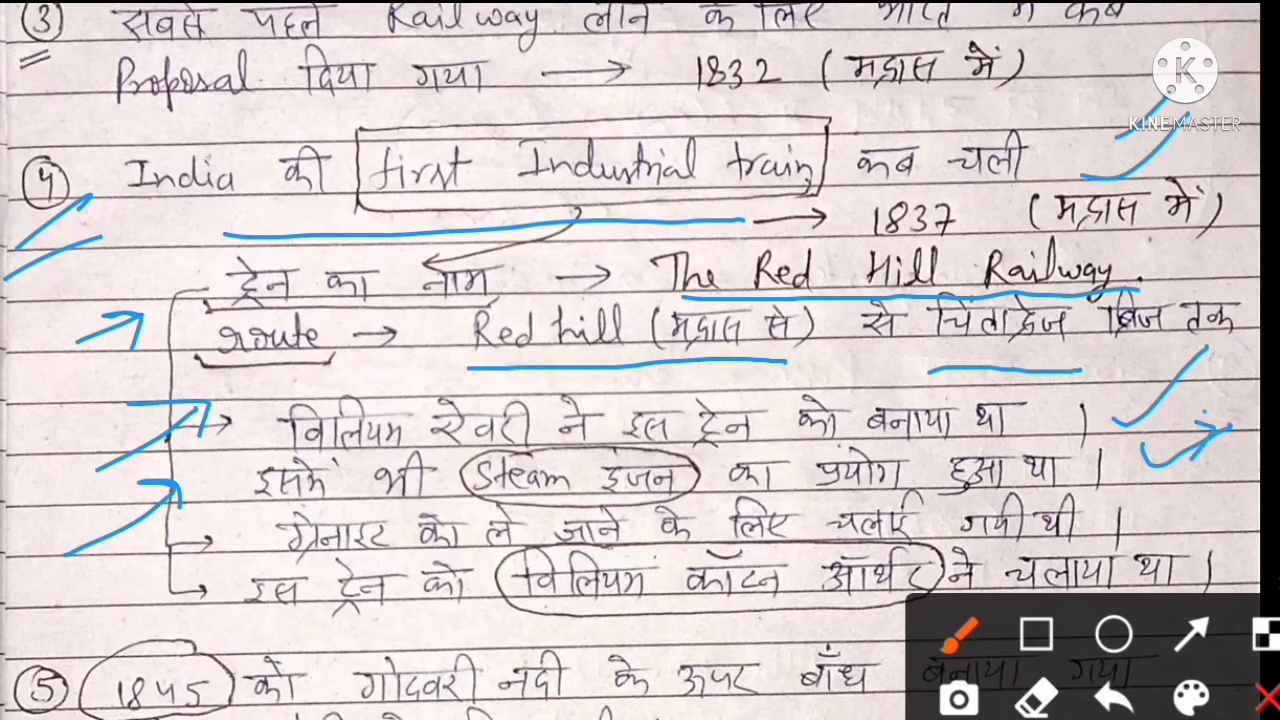 ③ सबसे पहले Railway लाने के लिए भारत में कब
Proposal दिया गया → 1832 (मद्रास में)
KINEMASTER
④ India की first Industrial train कब चली
→ 1837 (मद्रास में)
ट्रेन का नाम → The Red Hill Railway.
route → Red hill (मद्रास से) से चिंताद्रेज ब्रिज तक
→ विलियम रेवरी ने इस ट्रेन को बनाया था।
इसमें भी Steam इंजन का प्रयोग हुआ था।
→ ग्रेनाइट को ले जाने के लिए चलाई गयी थी।
→ इस ट्रेन को विलियम कॉटन ऑर्थर ने चलाया था।
⑤ 1845 को गोदवरी नदी के ऊपर बाँध बनाया गया